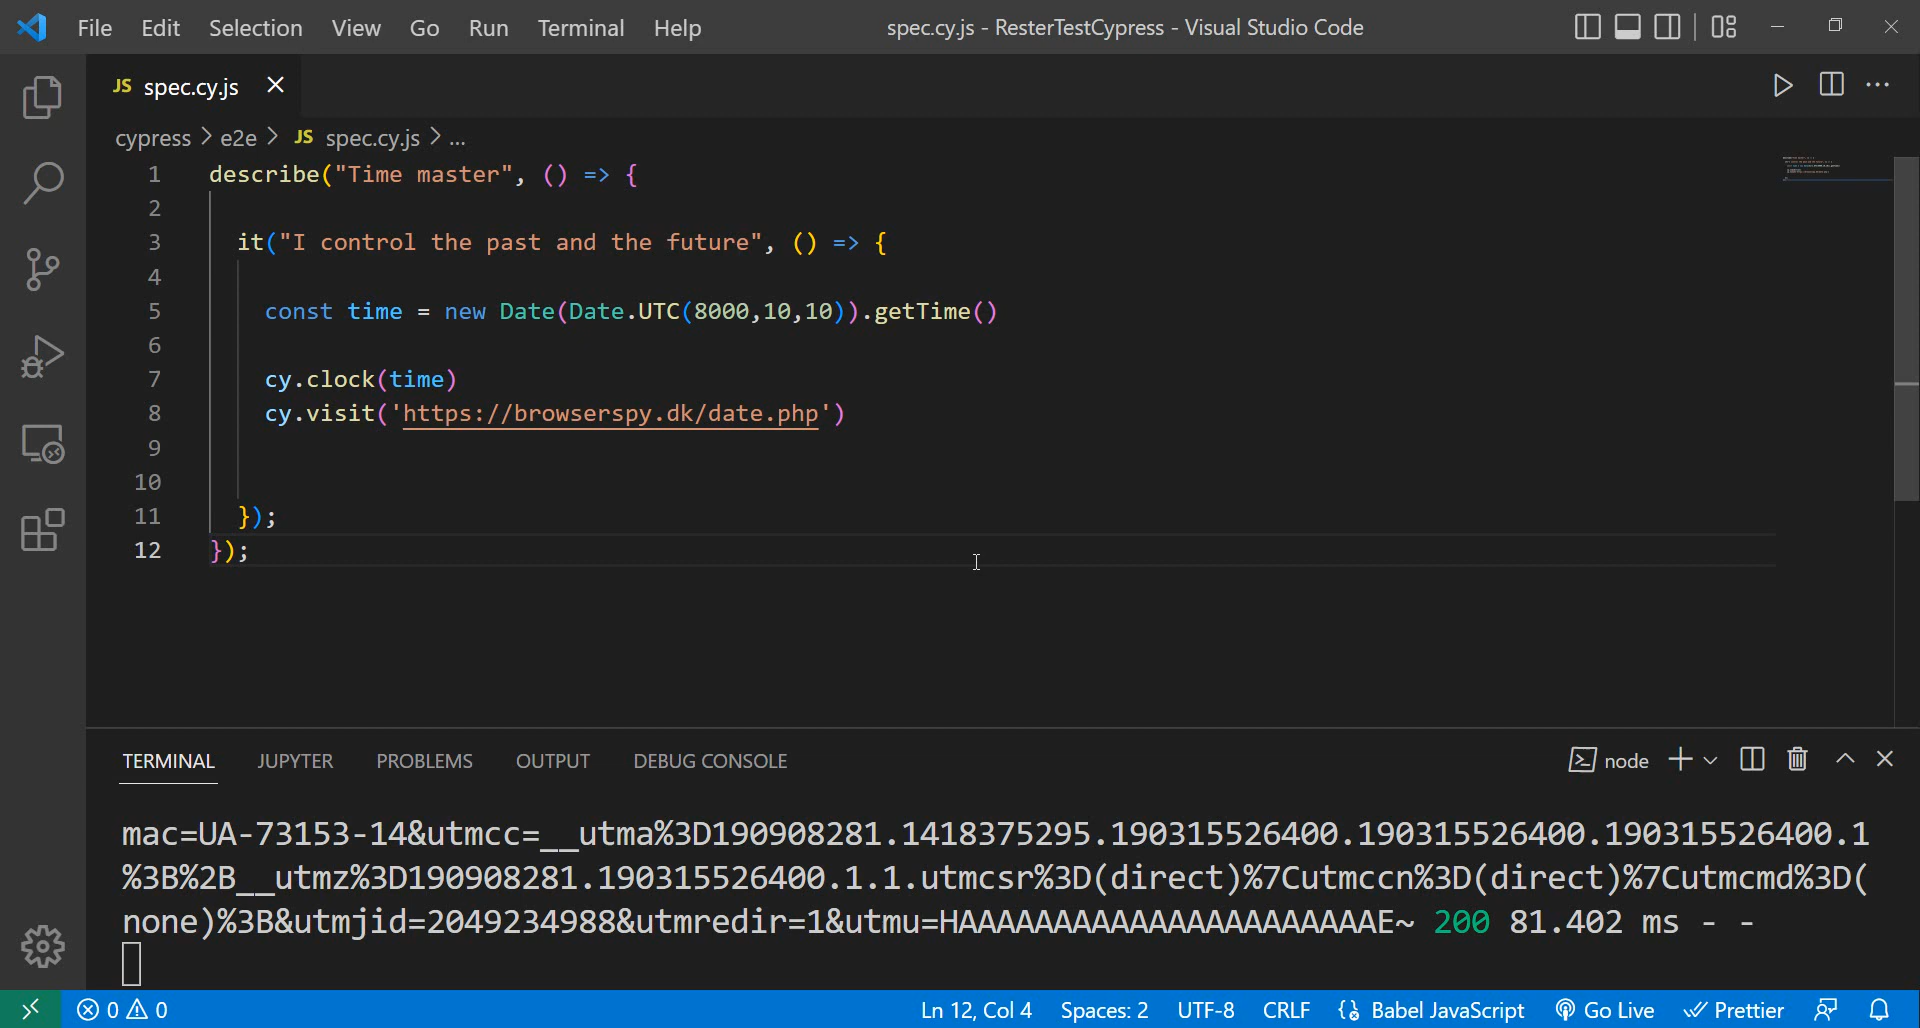 File Edit Selection View Go Run Terminal Help spec.cy.js - ResterTestCypress - Visual Studio Code
JS spec.cy.js
cypress > e2e > JS spec.cy.js > ...
1 describe("Time master", () => {
2
3 it("I control the past and the future", () => {
4
5 const time = new Date(Date.UTC(8000,10,10)).getTime()
6
7 cy.clock(time)
8 cy.visit('https://browserspy.dk/date.php')
9
10
11 });
12 });
TERMINAL JUPYTER PROBLEMS OUTPUT DEBUG CONSOLE node
mac=UA-73153-14&utmcc=__utma%3D190908281.1418375295.190315526400.190315526400.190315526400.1
%3B%2B__utmz%3D190908281.190315526400.1.1.utmcsr%3D(direct)%7Cutmccn%3D(direct)%7Cutmcmd%3D(
none)%3B&utmjid=2049234988&utmredir=1&utmu=HAAAAAAAAAAAAAAAAAAAAAAE~ 200 81.402 ms - -
0 0 Ln 12, Col 4 Spaces: 2 UTF-8 CRLF Babel JavaScript Go Live Prettier